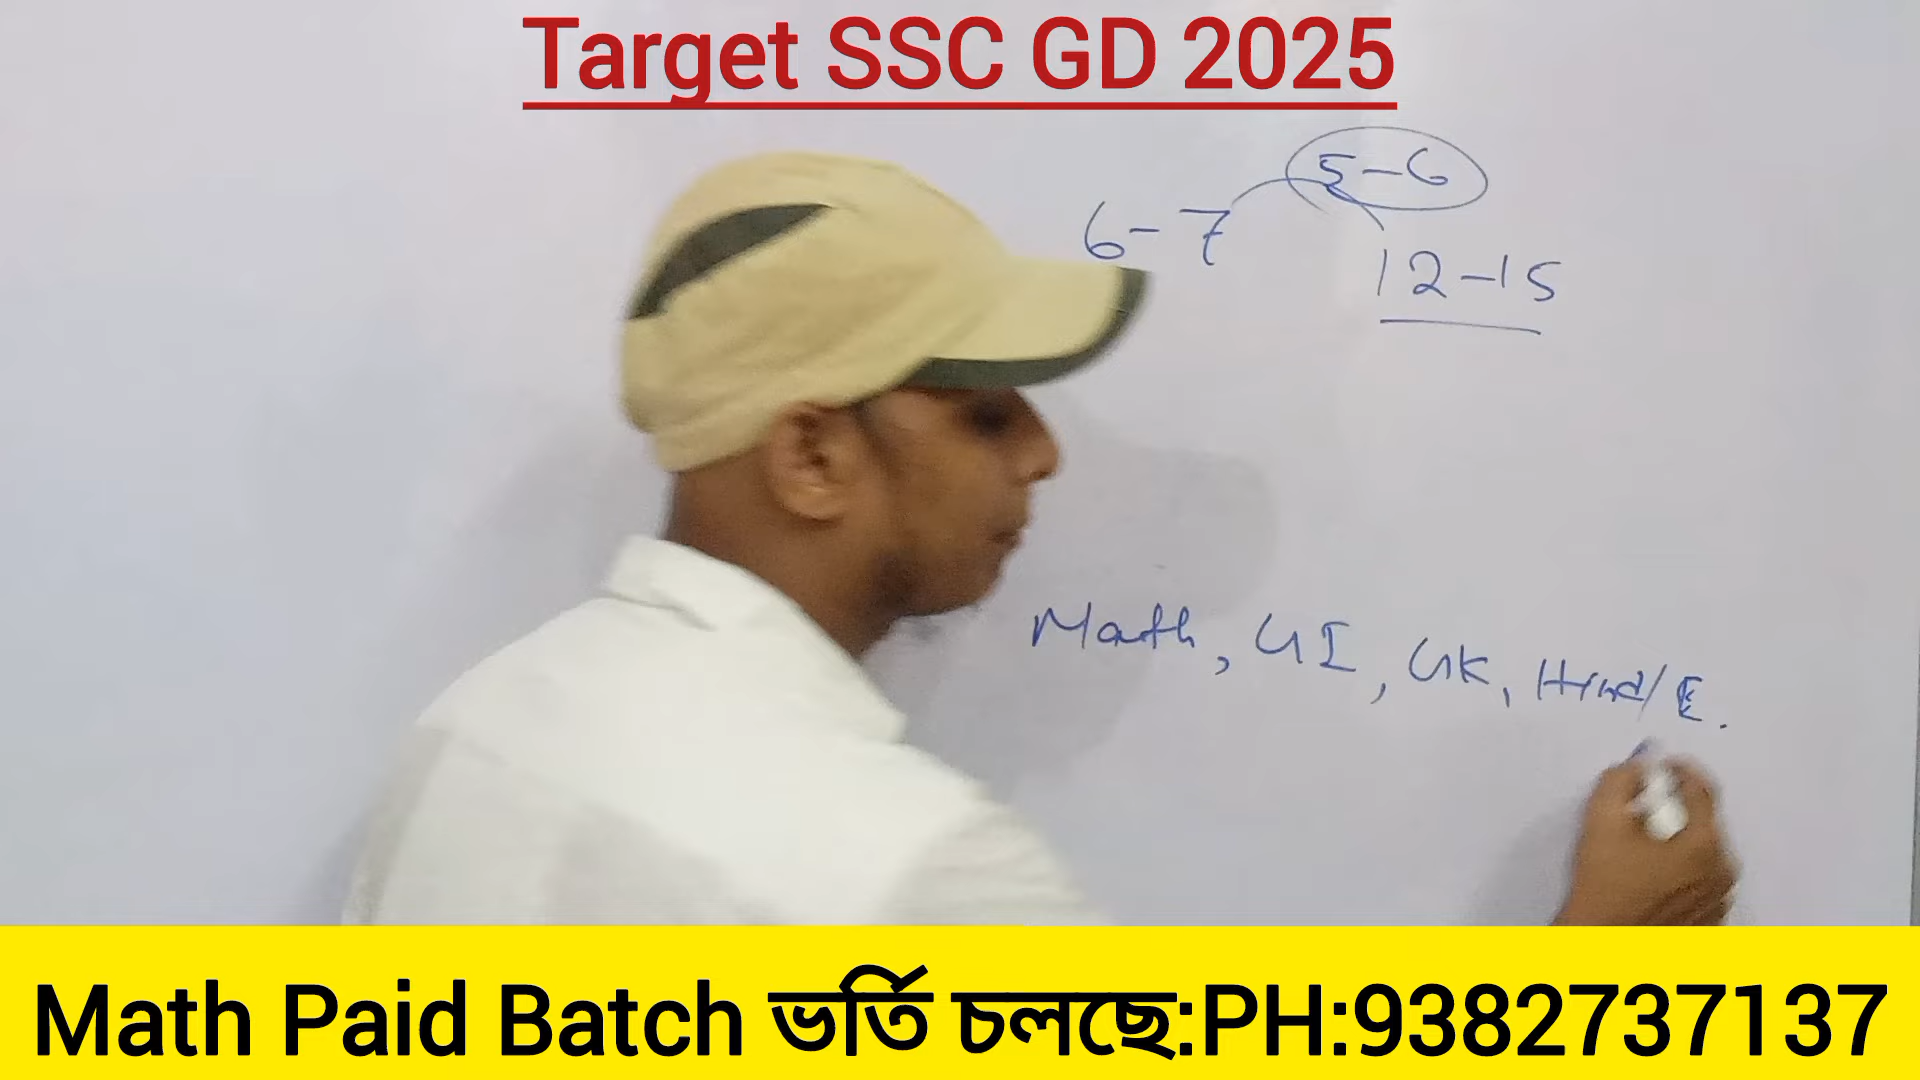 Target SSC GD 2025
5-6
6-7
12-15
Math, GI, GK, Hind/E.
Math Paid Batch ভর্তি চলছে:PH:9382737137